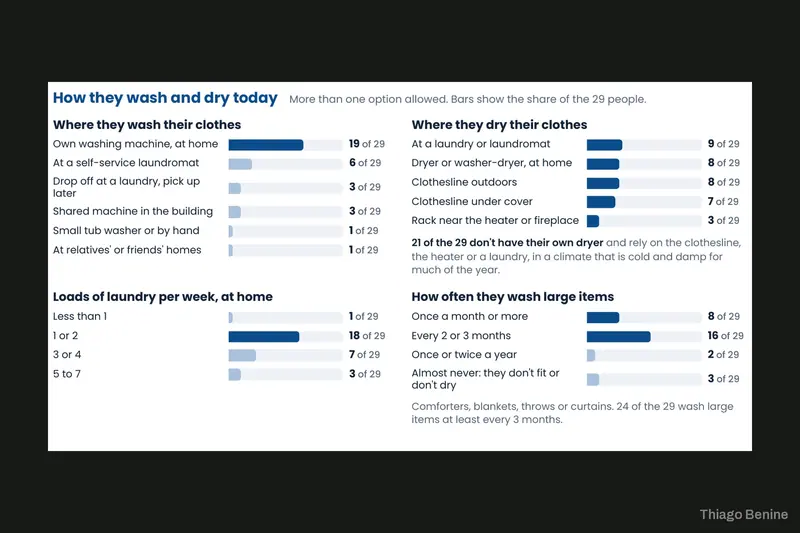 How they wash and dry today More than one option allowed. Bars show the share of the 29 people.
Where they wash their clothes
Own washing machine, at home 19 of 29
At a self-service laundromat 6 of 29
Drop off at a laundry, pick up
later 3 of 29
Shared machine in the building 3 of 29
Small tub washer or by hand 1 of 29
At relatives' or friends' homes 1 of 29
Where they dry their clothes
At a laundry or laundromat 9 of 29
Dryer or washer-dryer, at home 8 of 29
Clothesline outdoors 8 of 29
Clothesline under cover 7 of 29
Rack near the heater or fireplace 3 of 29
21 of the 29 don't have their own dryer and rely on the clothesline,
the heater or a laundry, in a climate that is cold and damp for
much of the year.
Loads of laundry per week, at home
Less than 1 1 of 29
1 or 2 18 of 29
3 or 4 7 of 29
5 to 7 3 of 29
How often they wash large items
Once a month or more 8 of 29
Every 2 or 3 months 16 of 29
Once or twice a year 2 of 29
Almost never: they don't fit or
don't dry 3 of 29
Comforters, blankets, throws or curtains. 24 of the 29 wash large
items at least every 3 months.
Thiago Benine